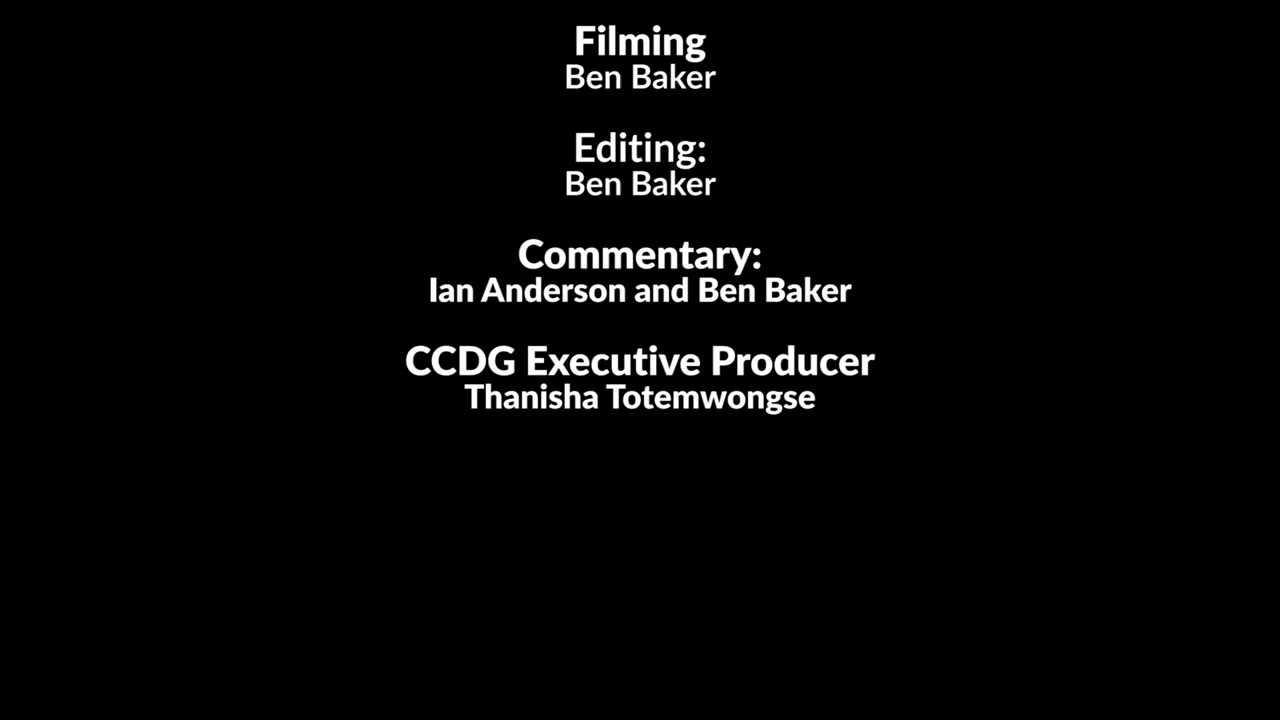 Filming
Ben Baker
Editing:
Ben Baker
Commentary:
Ian Anderson and Ben Baker
CCDG Executive Producer
Thanisha Totemwongse